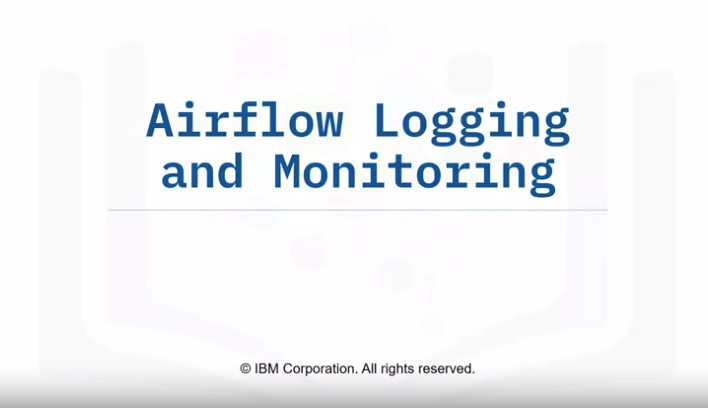 Airflow Logging
and Monitoring
© IBM Corporation. All rights reserved.